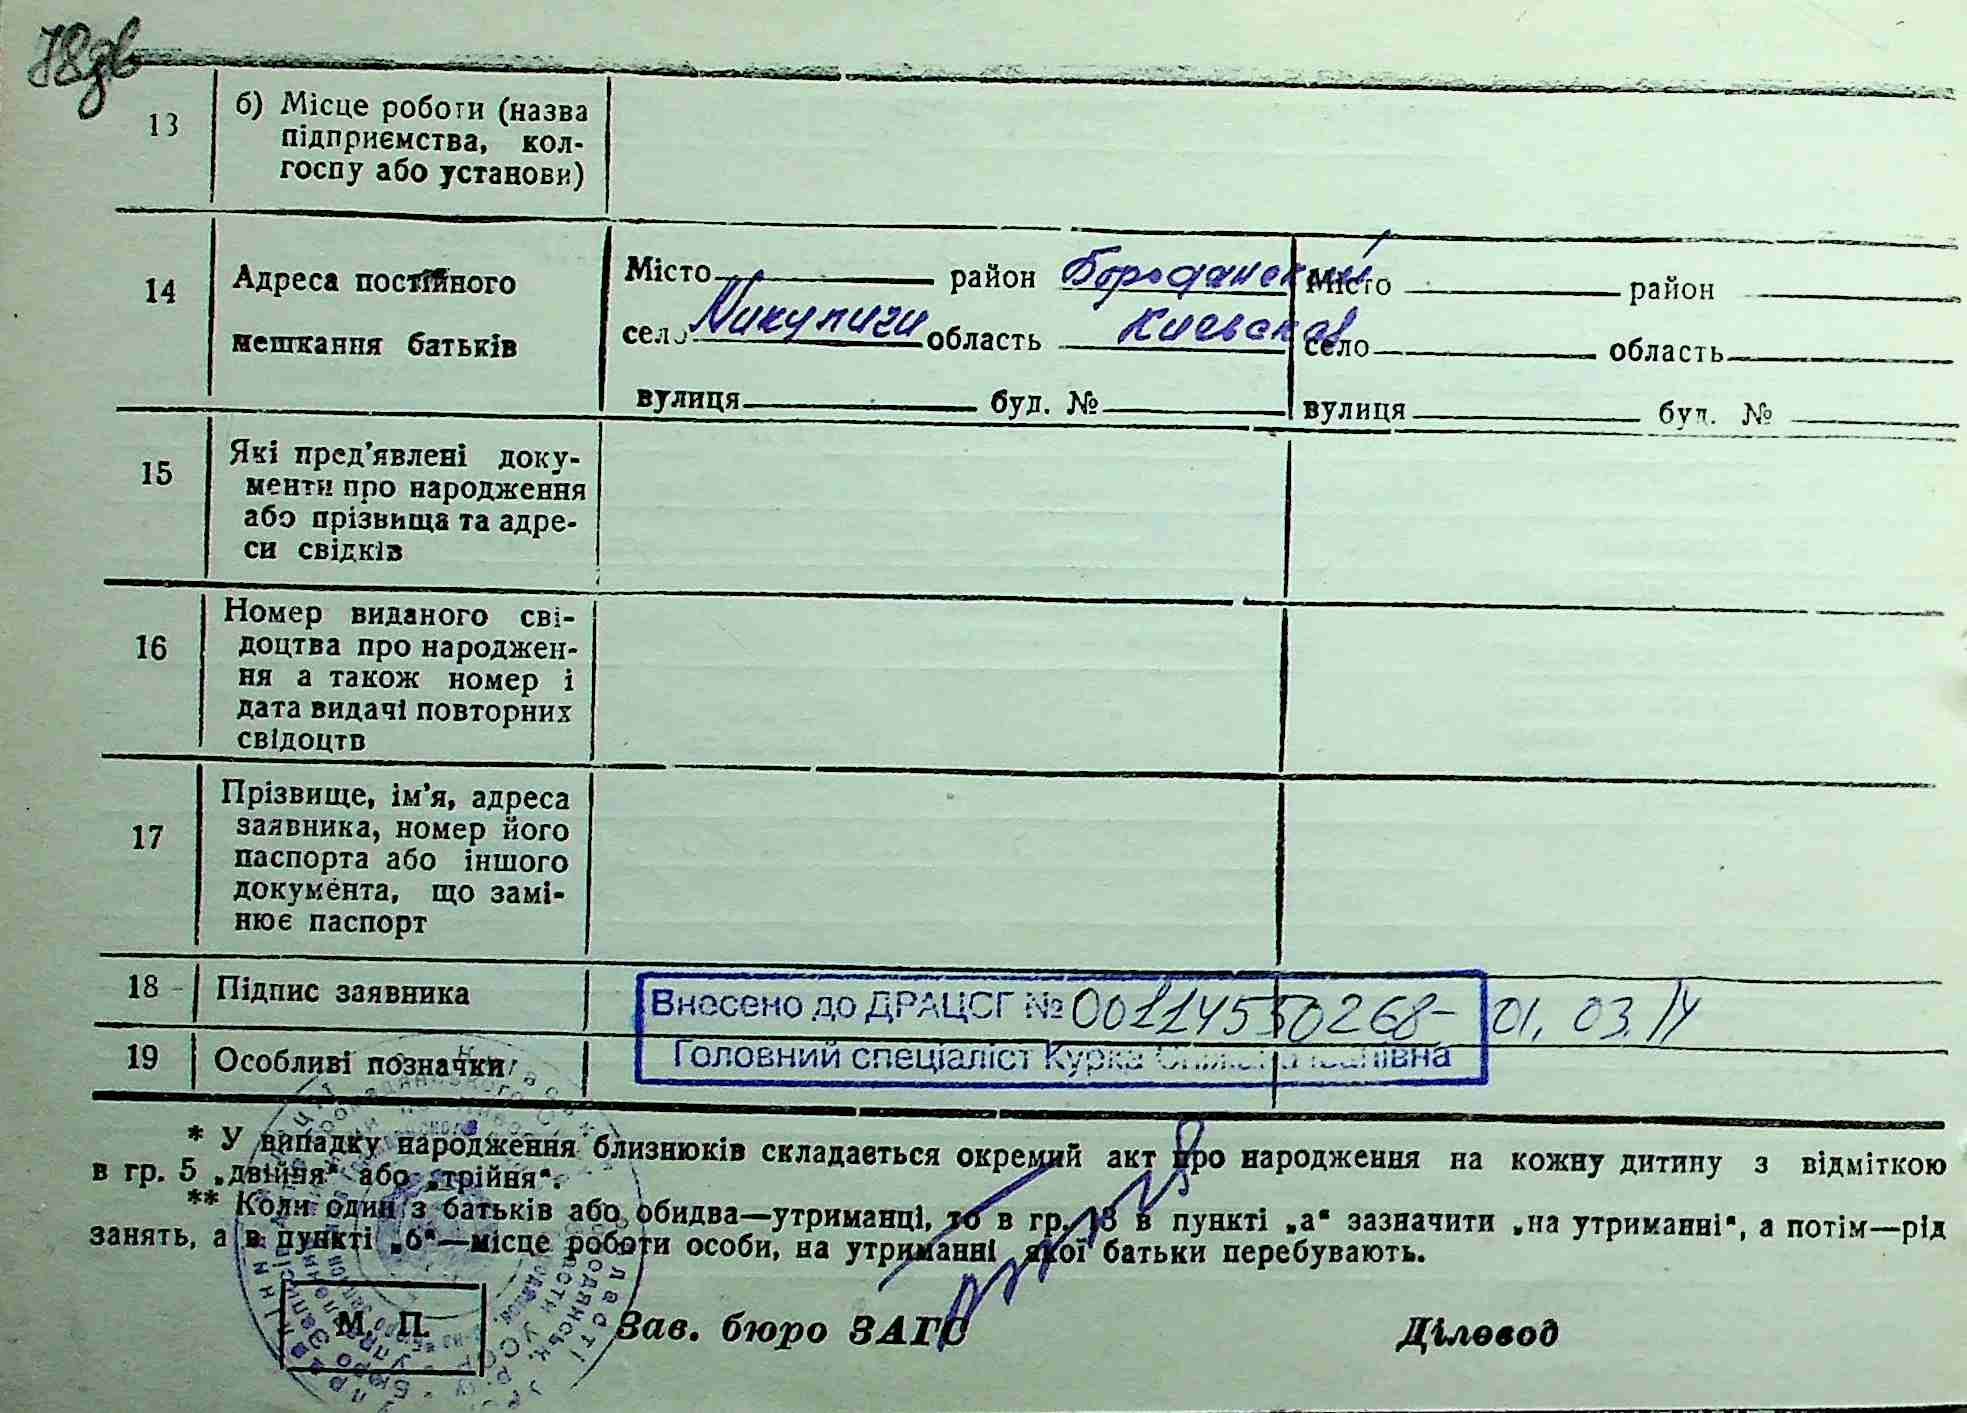 78зв
13 б) Місце роботи (назва
підприємства, кол-
госпу або установи)
14 Адреса постійного
мешкання батьків
Місто район Бородянский
село Микуличи область Киевская
вулиця буд. №
Місто район
село область
вулиця буд. №
15 Які пред'явлені доку-
менти про народження
або прізвища та адре-
си свідків
16 Номер виданого сві-
доцтва про народжен-
ня а також номер і
дата видачі повторних
свідоцтв
17 Прізвище, ім'я, адреса
заявника, номер його
паспорта або іншого
документа, що замі-
нює паспорт
18 Підпис заявника
Внесено до ДРАЦСГ № 00114550268- 01.03.14
19 Особливі позначки
Головний спеціаліст Курка Іванівна
* У випадку народження близнюків складається окремий акт про народження на кожну дитину з відміткою
в гр. 5 „двійня“ або „трійня“.
** Коли один з батьків або обидва—утриманці, то в гр. 13 в пункті „а“ зазначити „на утриманні“, а потім—рід
занять, а в пункті „б“—місце роботи особи, на утриманні якої батьки перебувають.
М. П. Зав. бюро ЗАГС Діловод